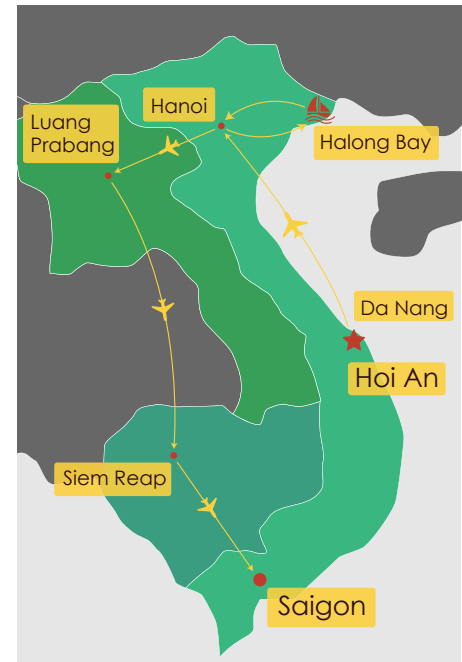 Hanoi
Luang
Prabang
Halong Bay
Da Nang
Hoi An
Siem Reap
Saigon